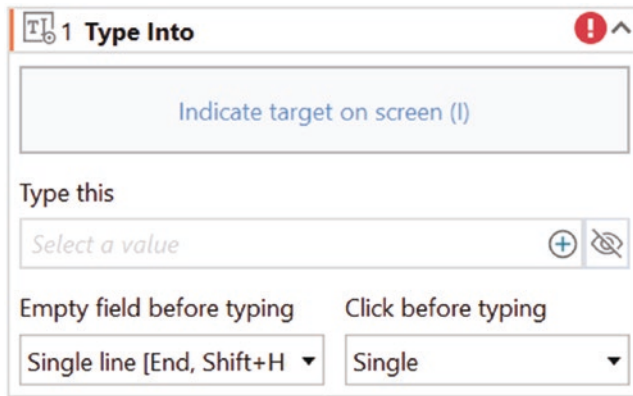 1 Type Into
Indicate target on screen (I)
Type this
Select a value
Empty field before typing Click before typing
Single line [End, Shift+H Single